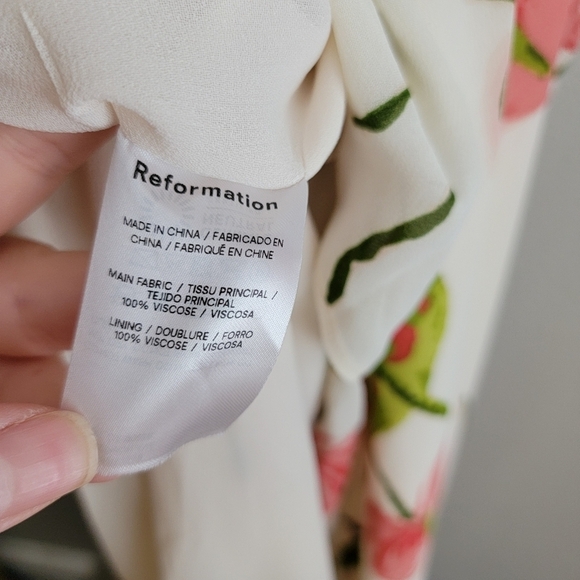 Reformation
MADE IN CHINA / FABRICADO EN
CHINA / FABRIQUÉ EN CHINE
MAIN FABRIC / TISSU PRINCIPAL /
TEJIDO PRINCIPAL
100% VISCOSE / VISCOSA
LINING / DOUBLURE / FORRO
100% VISCOSE / VISCOSA